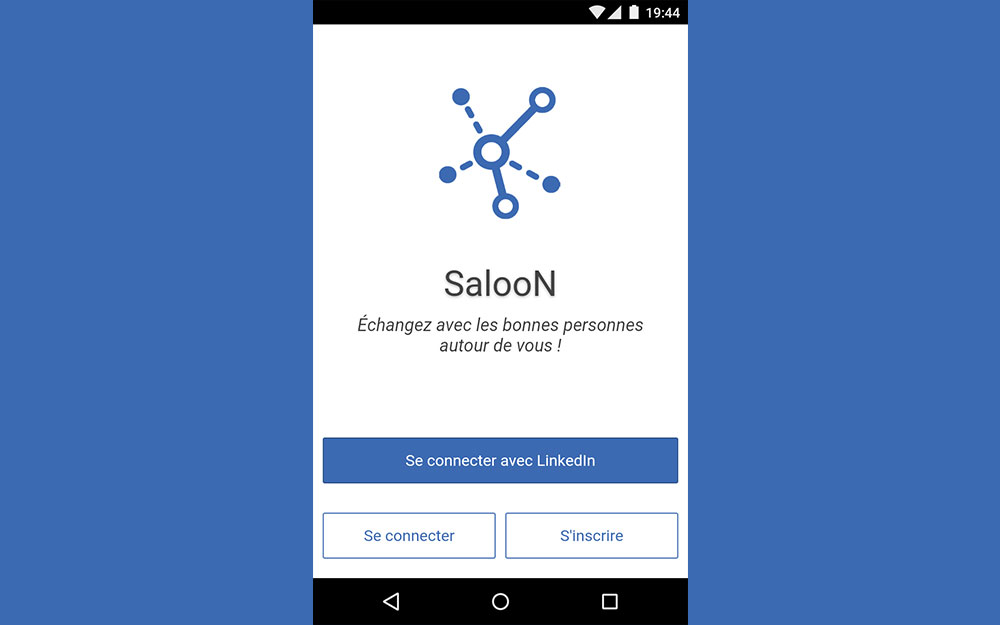 19:44
SalooN
Échangez avec les bonnes personnes
autour de vous !
Se connecter avec LinkedIn
Se connecter
S'inscrire